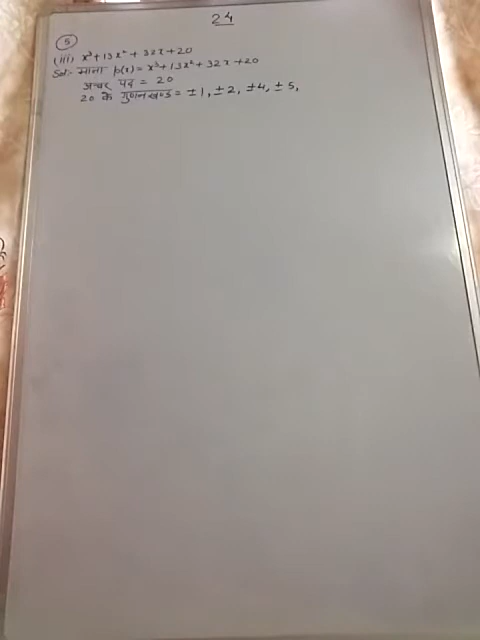 24
5
(iii) x³+13x²+32x+20
Sol:- माना p(x) = x³+13x²+32x+20
अचर पद = 20
20 के गुणनखण्ड = ±1, ±2, ±4, ±5,